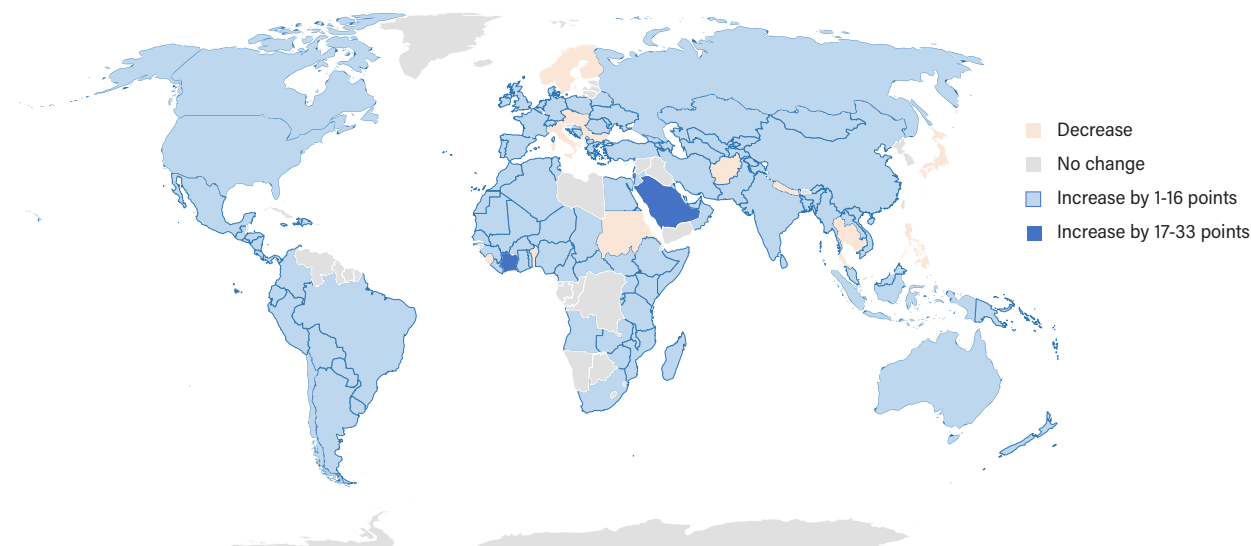 Decrease
No change
Increase by 1-16 points
Increase by 17-33 points